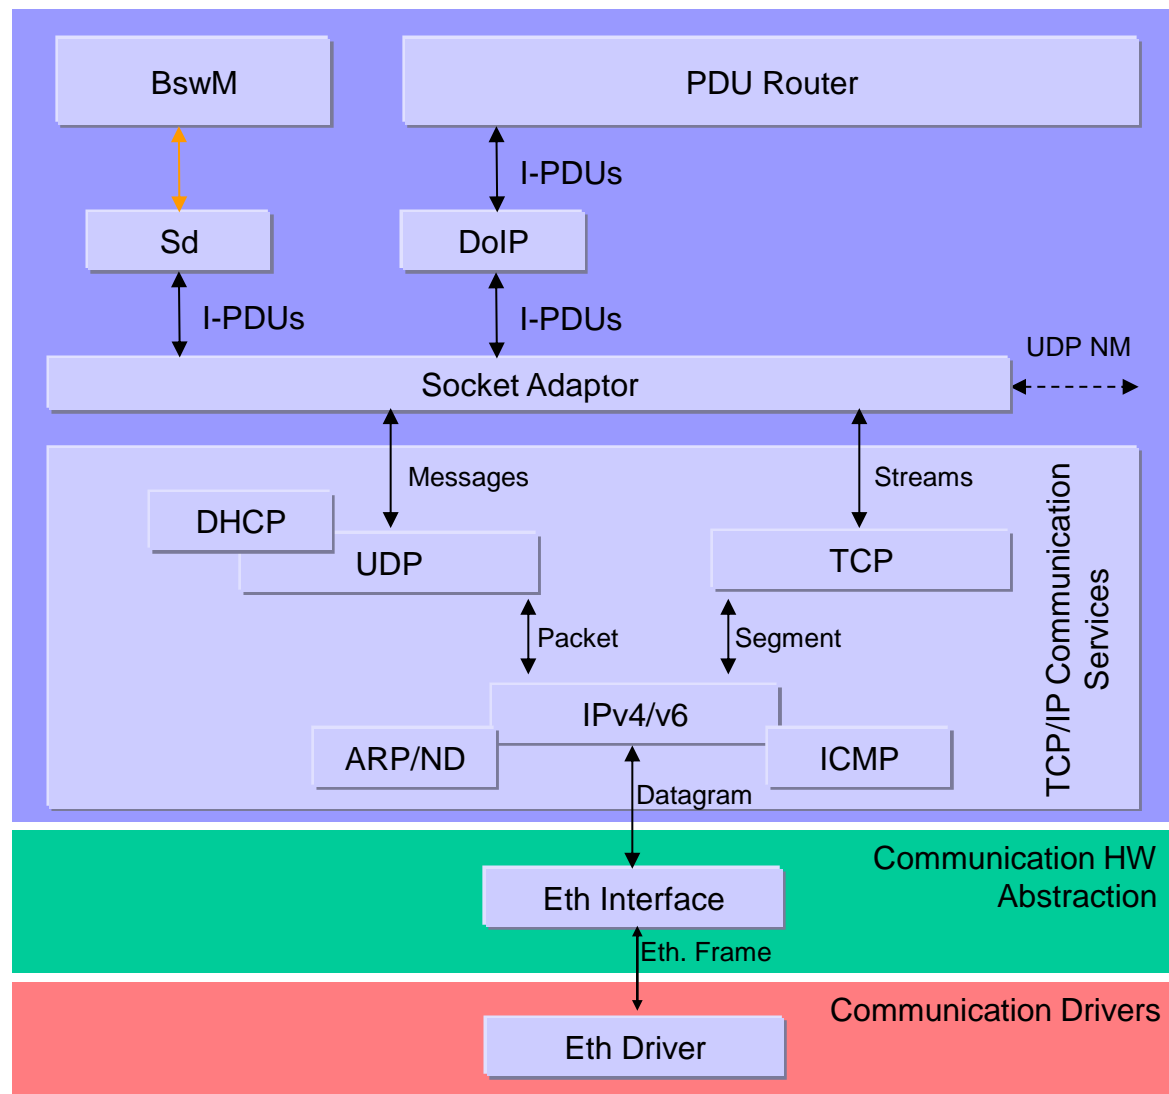 BswM
PDU Router
I-PDUs
Sd
DoIP
I-PDUs
I-PDUs
UDP NM
Socket Adaptor
Messages
Streams
DHCP
UDP
TCP
Packet
Segment
IPv4/v6
ARP/ND
ICMP
Datagram
TCP/IP Communication
Services
Communication HW
Abstraction
Eth Interface
Eth. Frame
Communication Drivers
Eth Driver